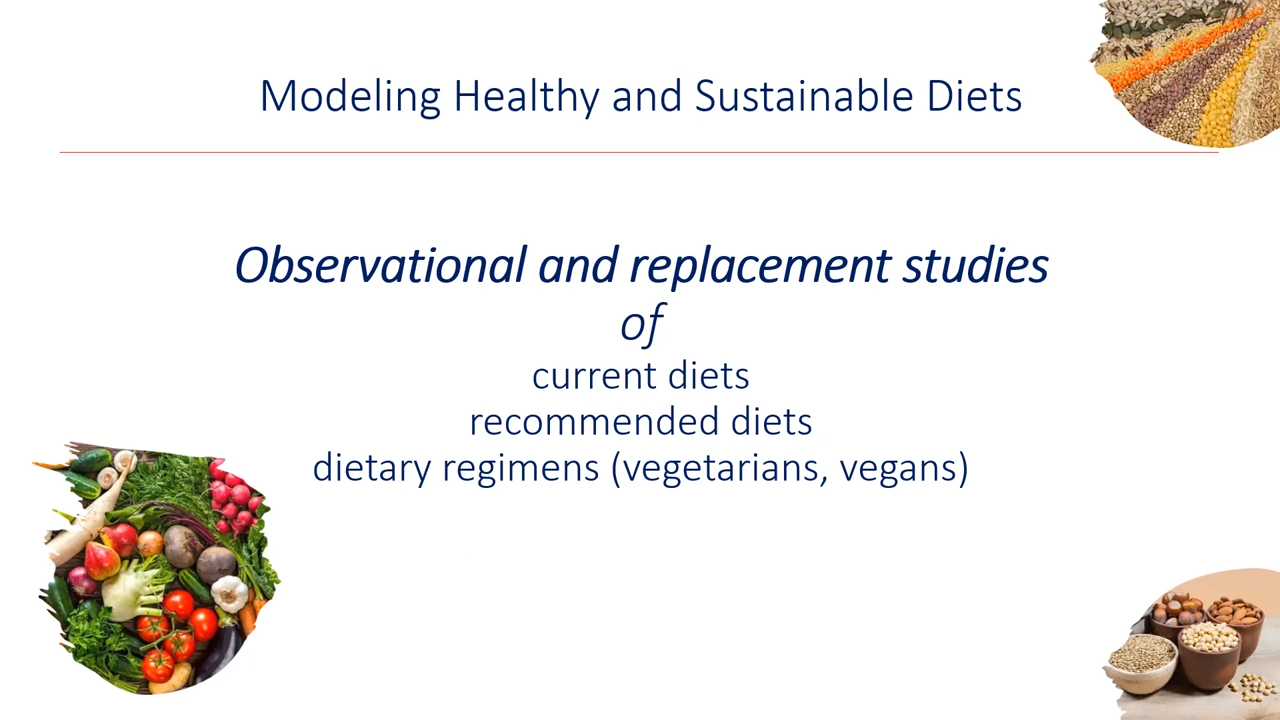 Modeling Healthy and Sustainable Diets
Observational and replacement studies
of
current diets
recommended diets
dietary regimens (vegetarians, vegans)